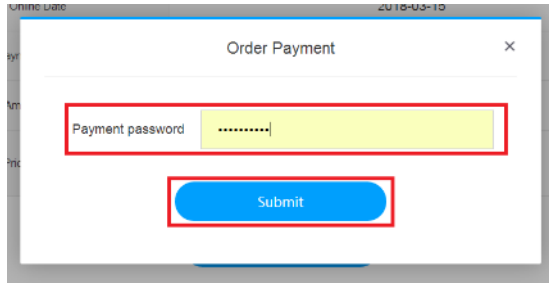 Online Date 2018-03-15
Order Payment ×
Payment password ••••••••••
Submit